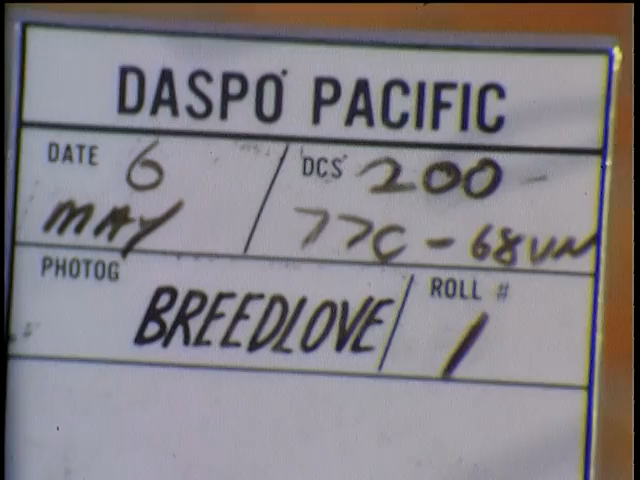 DASPO PACIFIC
DATE 6 DCS 200-
MAY 77C-68VN
PHOTOG ROLL #
BREEDLOVE 1